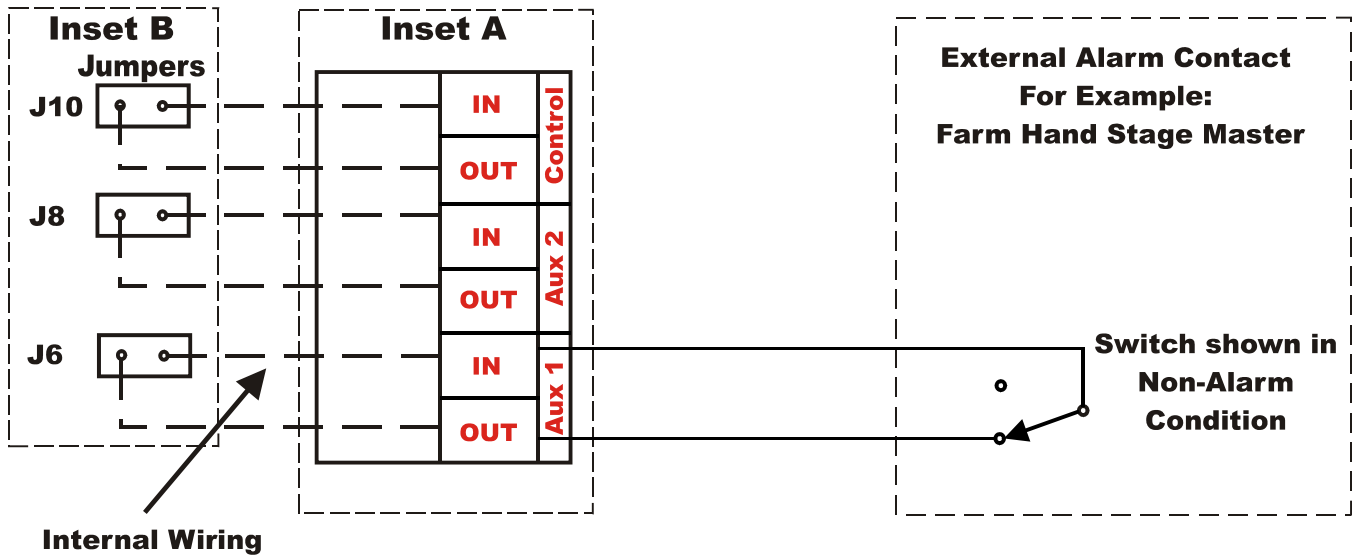 Inset B
Jumpers
J10
J8
J6
Internal Wiring
Inset A
IN
OUT
Control
IN
OUT
Aux 2
IN
OUT
Aux 1
External Alarm Contact
For Example:
Farm Hand Stage Master
Switch shown in
Non-Alarm
Condition